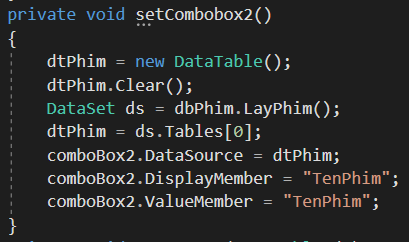 private void setCombobox2()
{
dtPhim = new DataTable();
dtPhim.Clear();
DataSet ds = dbPhim.LayPhim();
dtPhim = ds.Tables[0];
comboBox2.DataSource = dtPhim;
comboBox2.DisplayMember = "TenPhim";
comboBox2.ValueMember = "TenPhim";
}